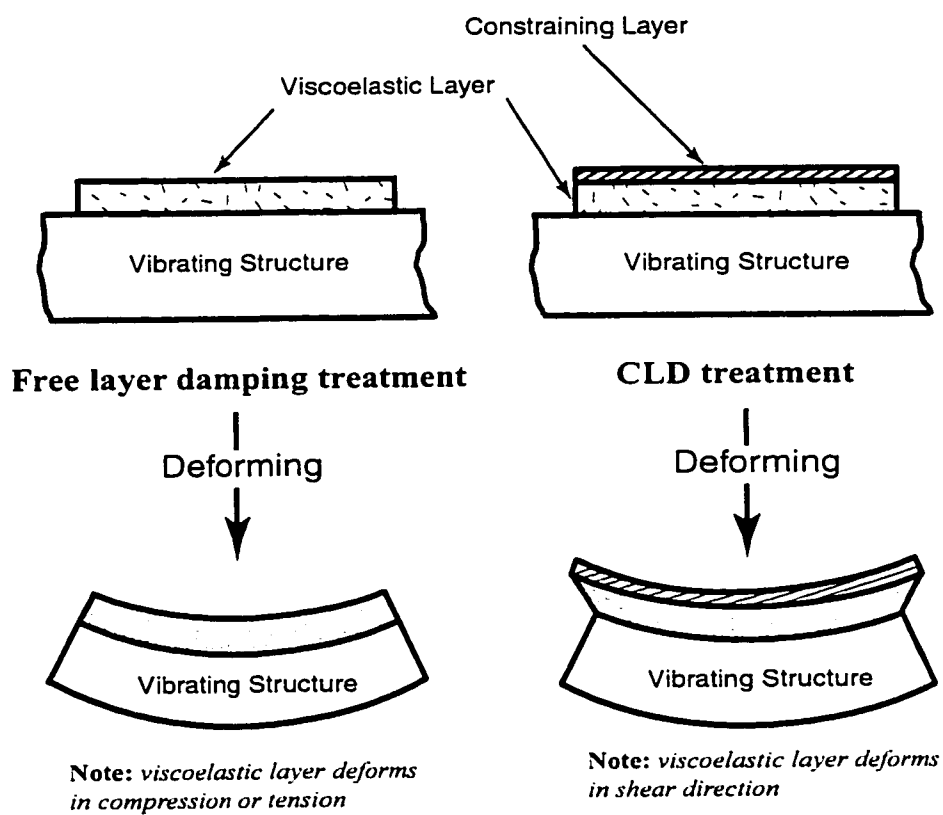 Constraining Layer
Viscoelastic Layer
Vibrating Structure
Vibrating Structure
Free layer damping treatment
CLD treatment
Deforming
Deforming
Vibrating Structure
Vibrating Structure
Note: viscoelastic layer deforms
in compression or tension
Note: viscoelastic layer deforms
in shear direction